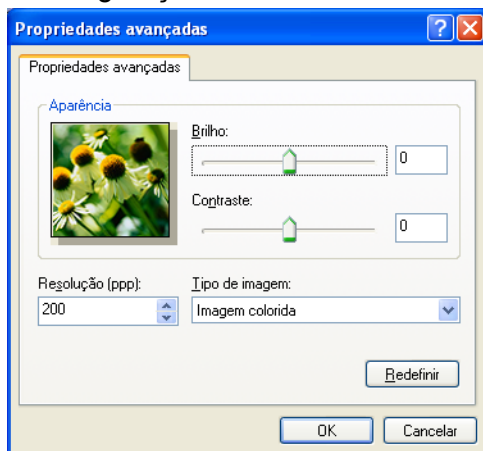 Propriedades avançadas
Propriedades avançadas
Aparência
Brilho:
0
Contraste:
0
Resolução (ppp):
Tipo de imagem:
200
Imagem colorida
Redefinir
OK
Cancelar